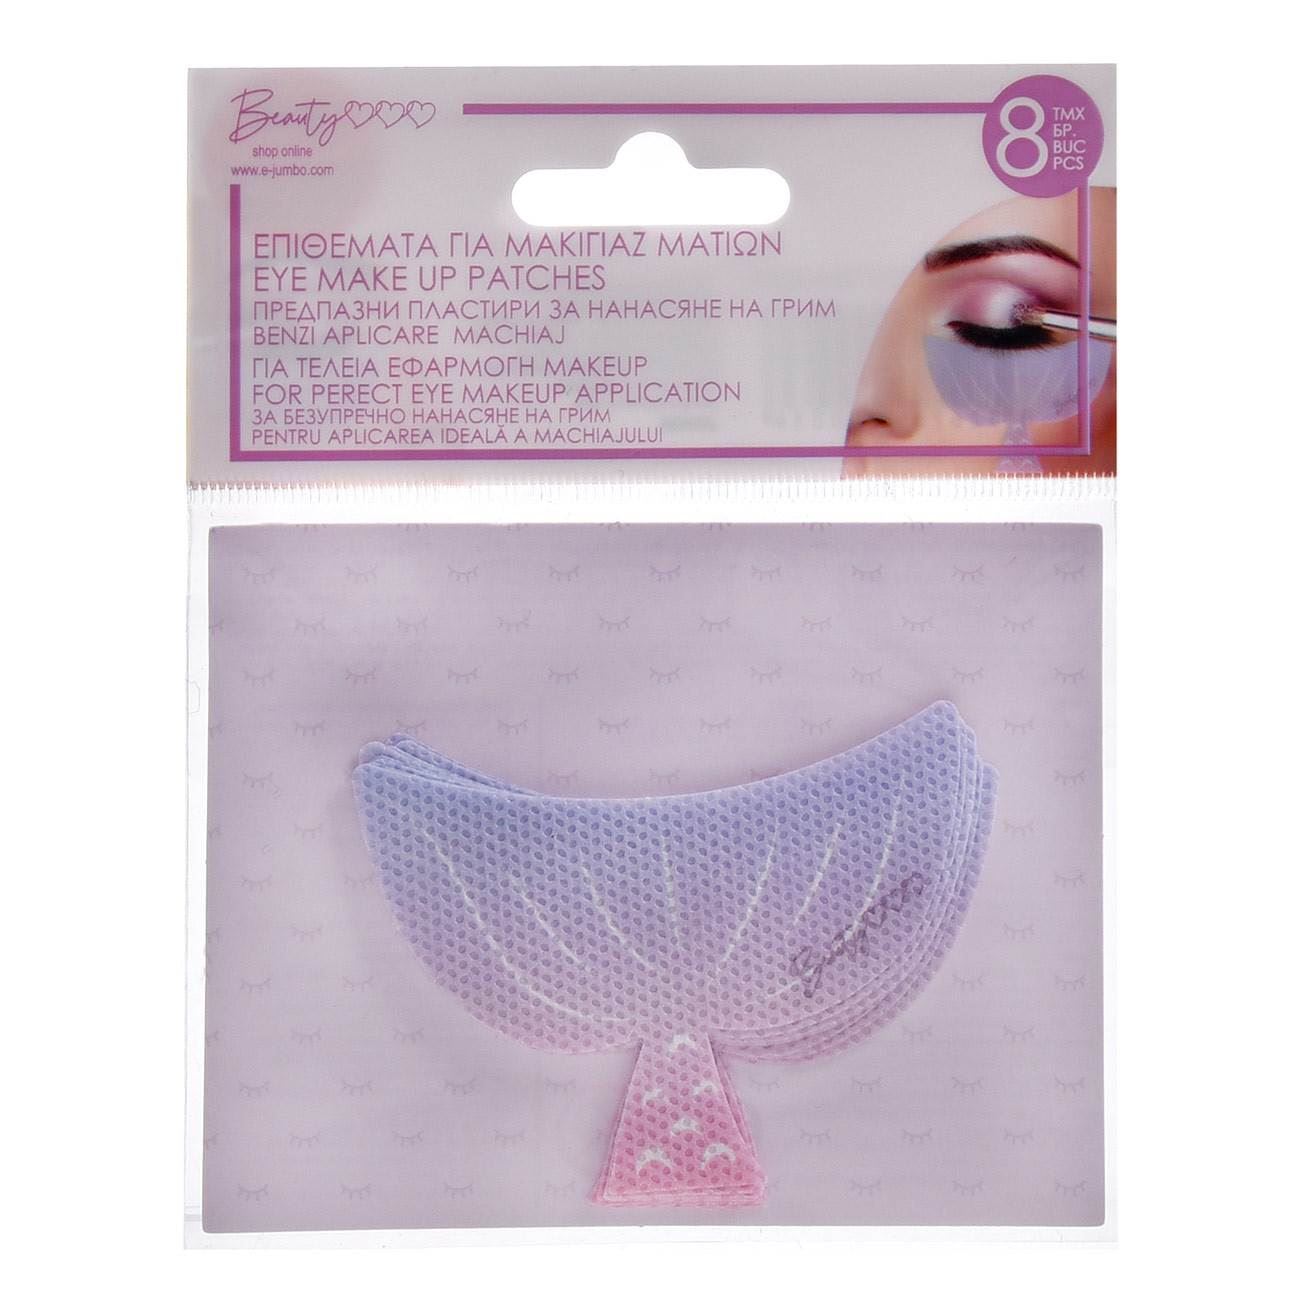 Beauty
shop online
www.e-jumbo.com
8
ΤΜΧ
БР.
BUC
PCS
ΕΠΙΘΕΜΑΤΑ ΓΙΑ ΜΑΚΙΓΙΑΖ ΜΑΤΙΩΝ
EYE MAKE UP PATCHES
ПРЕДПАЗНИ ПЛАСТИРИ ЗА НАНАСЯНЕ НА ГРИМ
BENZI APLICARE MACHIAJ
ΓΙΑ ΤΕΛΕΙΑ ΕΦΑΡΜΟΓΗ MAKEUP
FOR PERECT EYE MAKEUP APPLICATION
ЗА БЕЗУПРЕЧНО НАНАСЯНЕ НА ГРИМ
PENTRU APLICAREA IDEALĂ A MACHIAJULUI
Beauty